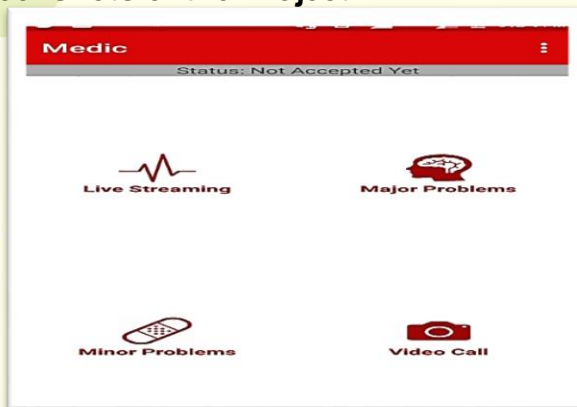 Medic
Status: Not Accepted Yet
Live Streaming
Major Problems
Minor Problems
Video Call